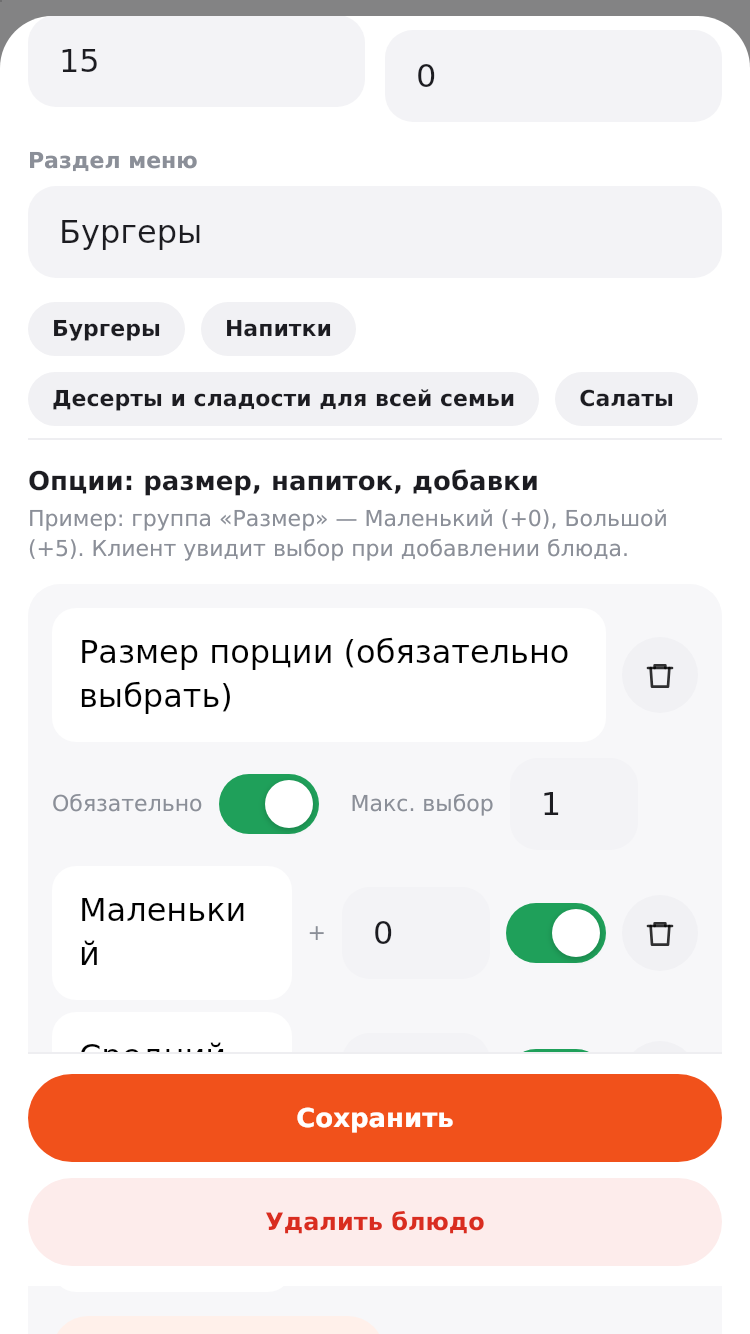 15
0
Раздел меню
Бургеры
Бургеры
Напитки
Десерты и сладости для всей семьи
Салаты
Опции: размер, напиток, добавки
Пример: группа «Размер» — Маленький (+0), Большой
(+5). Клиент увидит выбор при добавлении блюда.
Размер порции (обязательно
выбрать)
Обязательно
Макс. выбор
1
Маленьки
й
+
0
Средний
Сохранить
Удалить блюдо